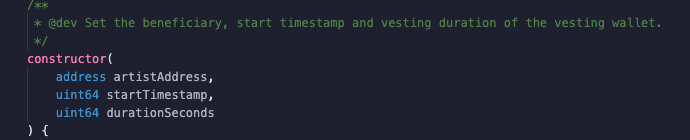 /**
 * @dev Set the beneficiary, start timestamp and vesting duration of the vesting wallet.
 */
constructor(
    address artistAddress,
    uint64 startTimestamp,
    uint64 durationSeconds
) {